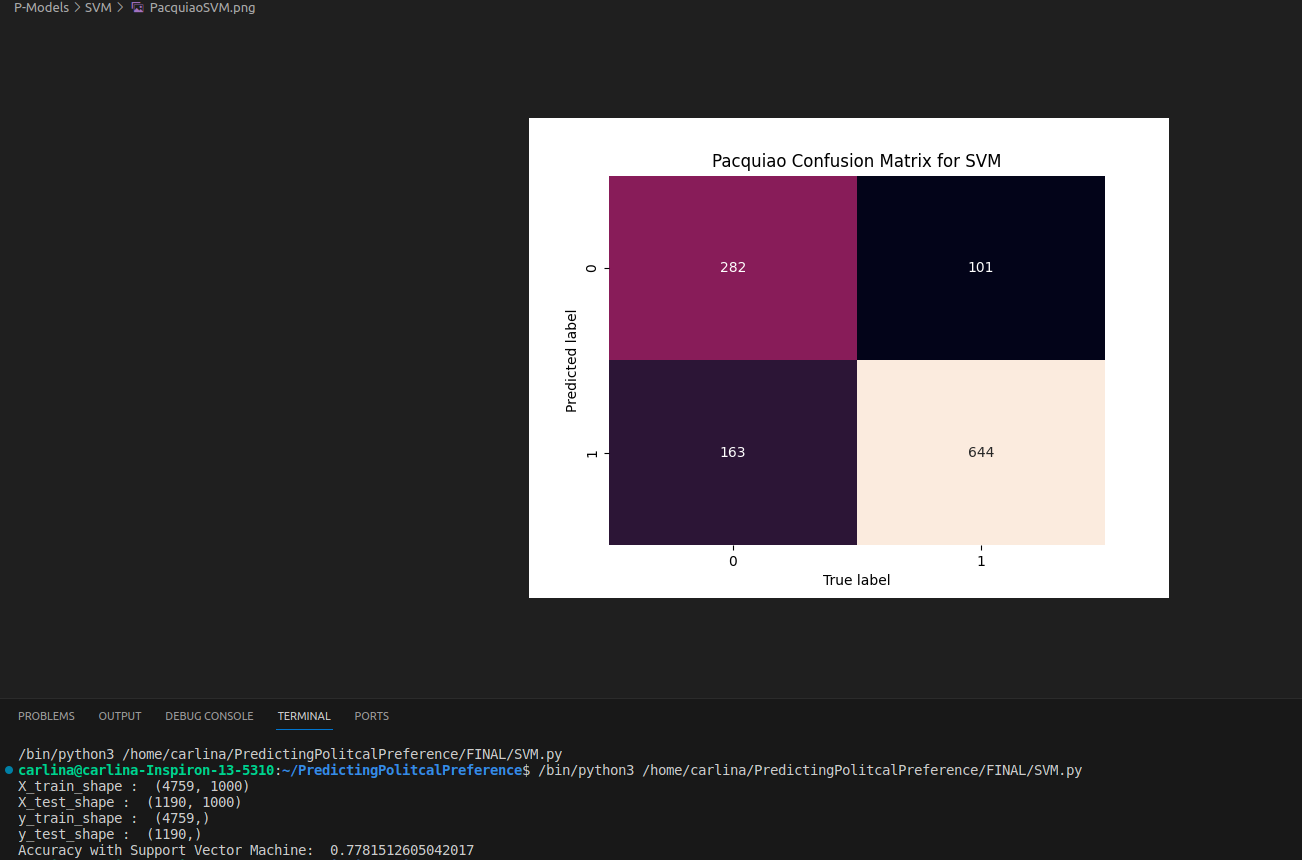 P-Models > SVM > PacquiaoSVM.png
Pacquiao Confusion Matrix for SVM
0
282
101
Predicted label
1
163
644
0
1
True label
PROBLEMS OUTPUT DEBUG CONSOLE TERMINAL PORTS
/bin/python3 /home/carlina/PredictingPolitcalPreference/FINAL/SVM.py
carlina@carlina-Inspiron-13-5310:~/PredictingPolitcalPreference$ /bin/python3 /home/carlina/PredictingPolitcalPreference/FINAL/SVM.py
X_train_shape :  (4759, 1000)
X_test_shape :  (1190, 1000)
y_train_shape :  (4759,)
y_test_shape :  (1190,)
Accuracy with Support Vector Machine:  0.7781512605042017